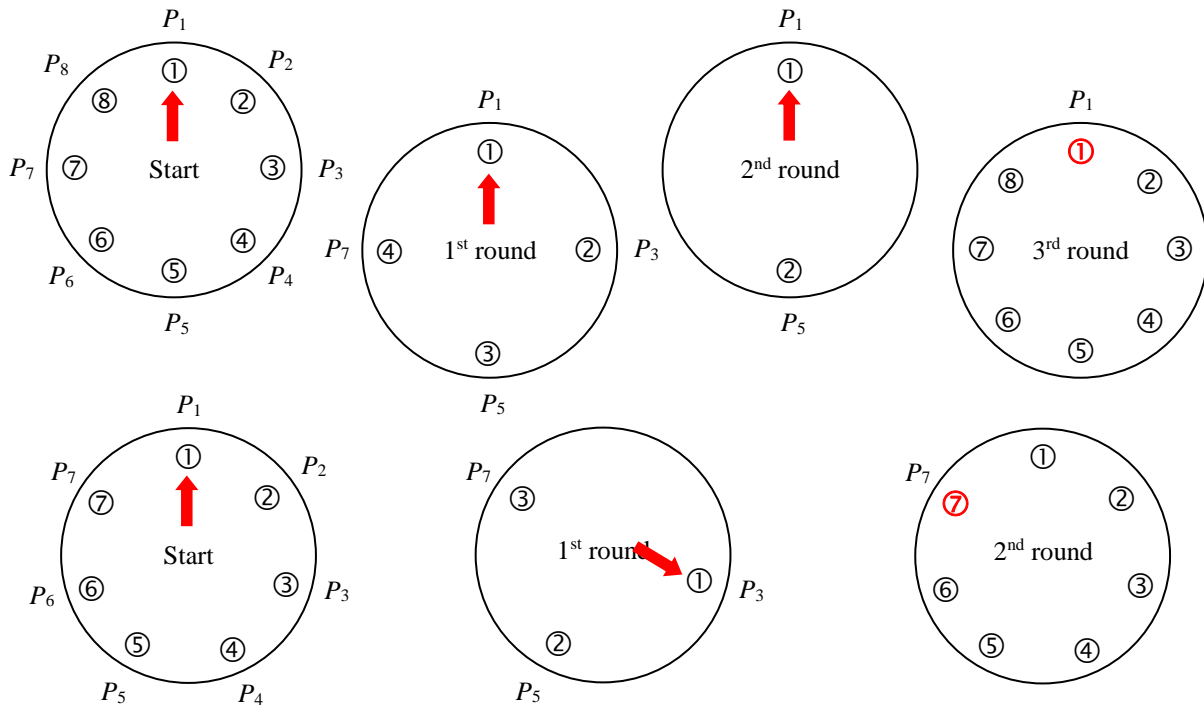 P₁
P₈ ① P₂
⑧ ②
P₇ ⑦ Start ③ P₃
⑥ ④
P₆ ⑤ P₄
P₅
P₁
①
P₇ ④ 1ˢᵗ round ② P₃
③
P₅
P₁
①
2ⁿᵈ round
②
P₅
P₁
①
⑧ ②
⑦ 3ʳᵈ round ③
⑥ ④
⑤
P₁
①
P₇ P₂
⑦ ②
Start
P₆ ⑥ ③ P₃
⑤ ④
P₅ P₄
P₇
③
1ˢᵗ round
① P₃
②
P₅
①
P₇ ⑦ ②
2ⁿᵈ round
⑥ ③
⑤ ④